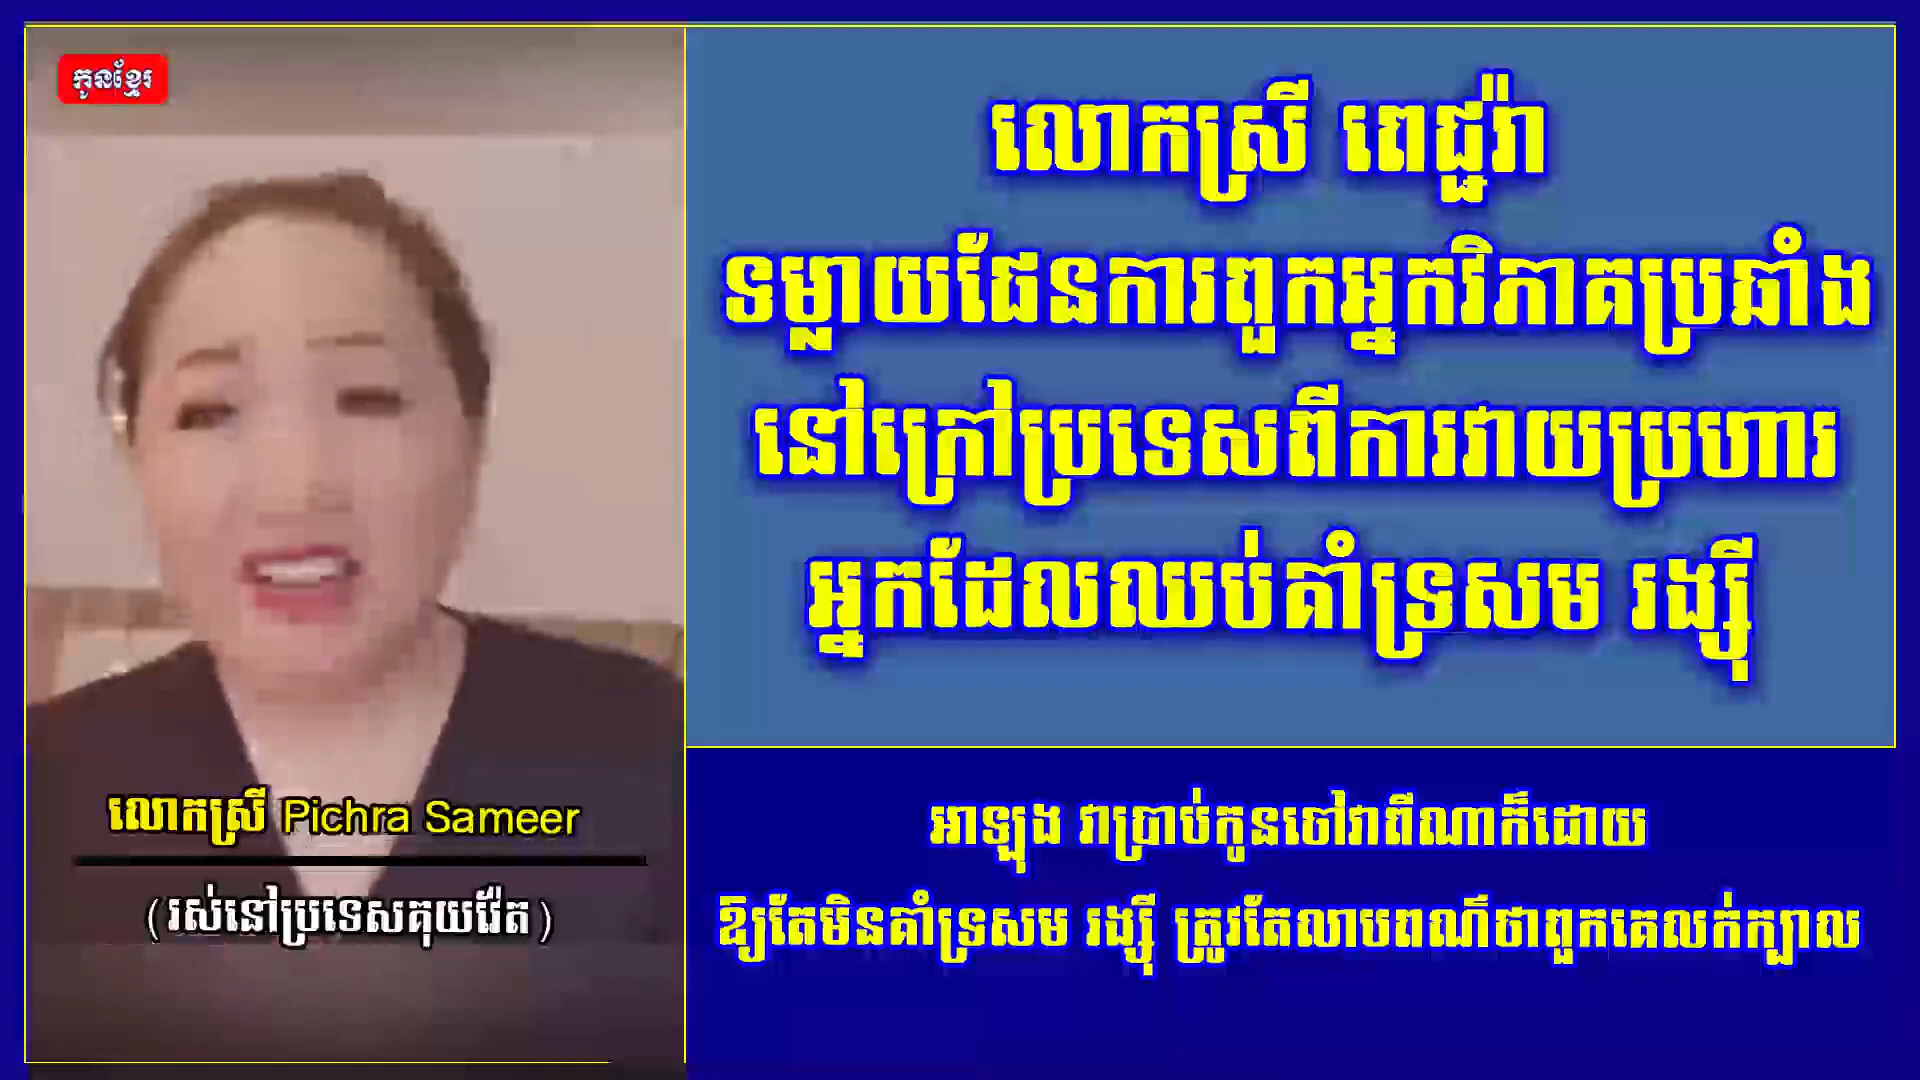 កូនខ្មែរ
លោកស្រី ពេជ្ជរ៉ា
ទម្លាយផែនការពួកអ្នកវិភាគប្រឆាំង
នៅក្រៅប្រទេសពីការវាយប្រហារ
អ្នកដែលឈប់គាំទ្រសម រង្ស៊ី
លោកស្រី Pichra Sameer
(រស់នៅប្រទេសគុយវ៉ែត)
អាឡុង វាប្រាប់កូនចៅវាពីណាក៏ដោយ
ឱ្យតែមិនគាំទ្រសម រង្ស៊ី ត្រូវតែលាបពណ៌ថាពួកគេលក់ក្បាល